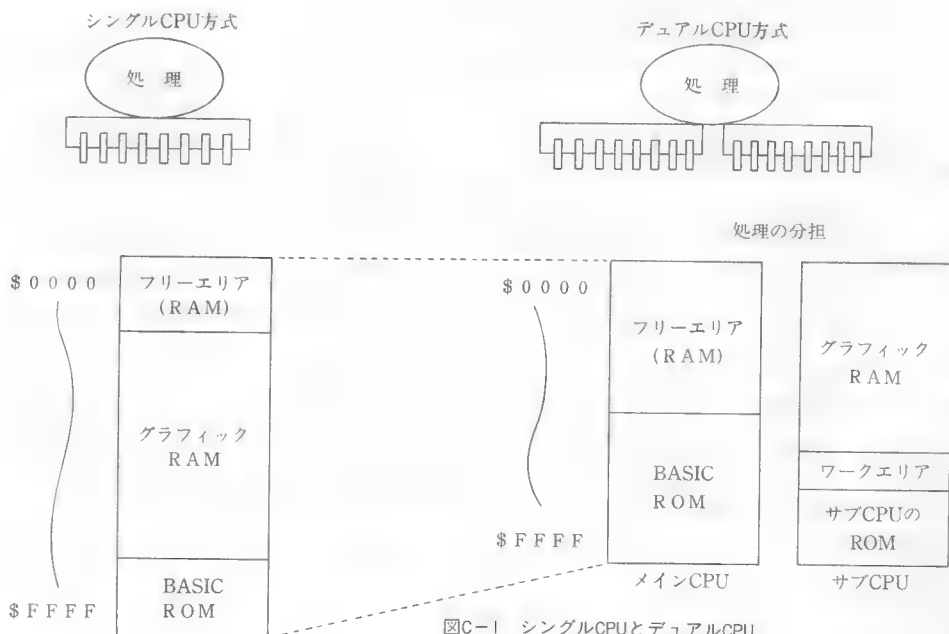 シングルCPU方式
処 理
デュアルCPU方式
処 理
処理の分担
$0000
フリーエリア
(RAM)
グラフィック
RAM
BASIC
ROM
$FFFF
$0000
フリーエリア
(RAM)
BASIC
ROM
$FFFF
メインCPU
グラフィック
RAM
ワークエリア
サブCPUの
ROM
サブCPU
図C-1 シングルCPUとデュアルCPU